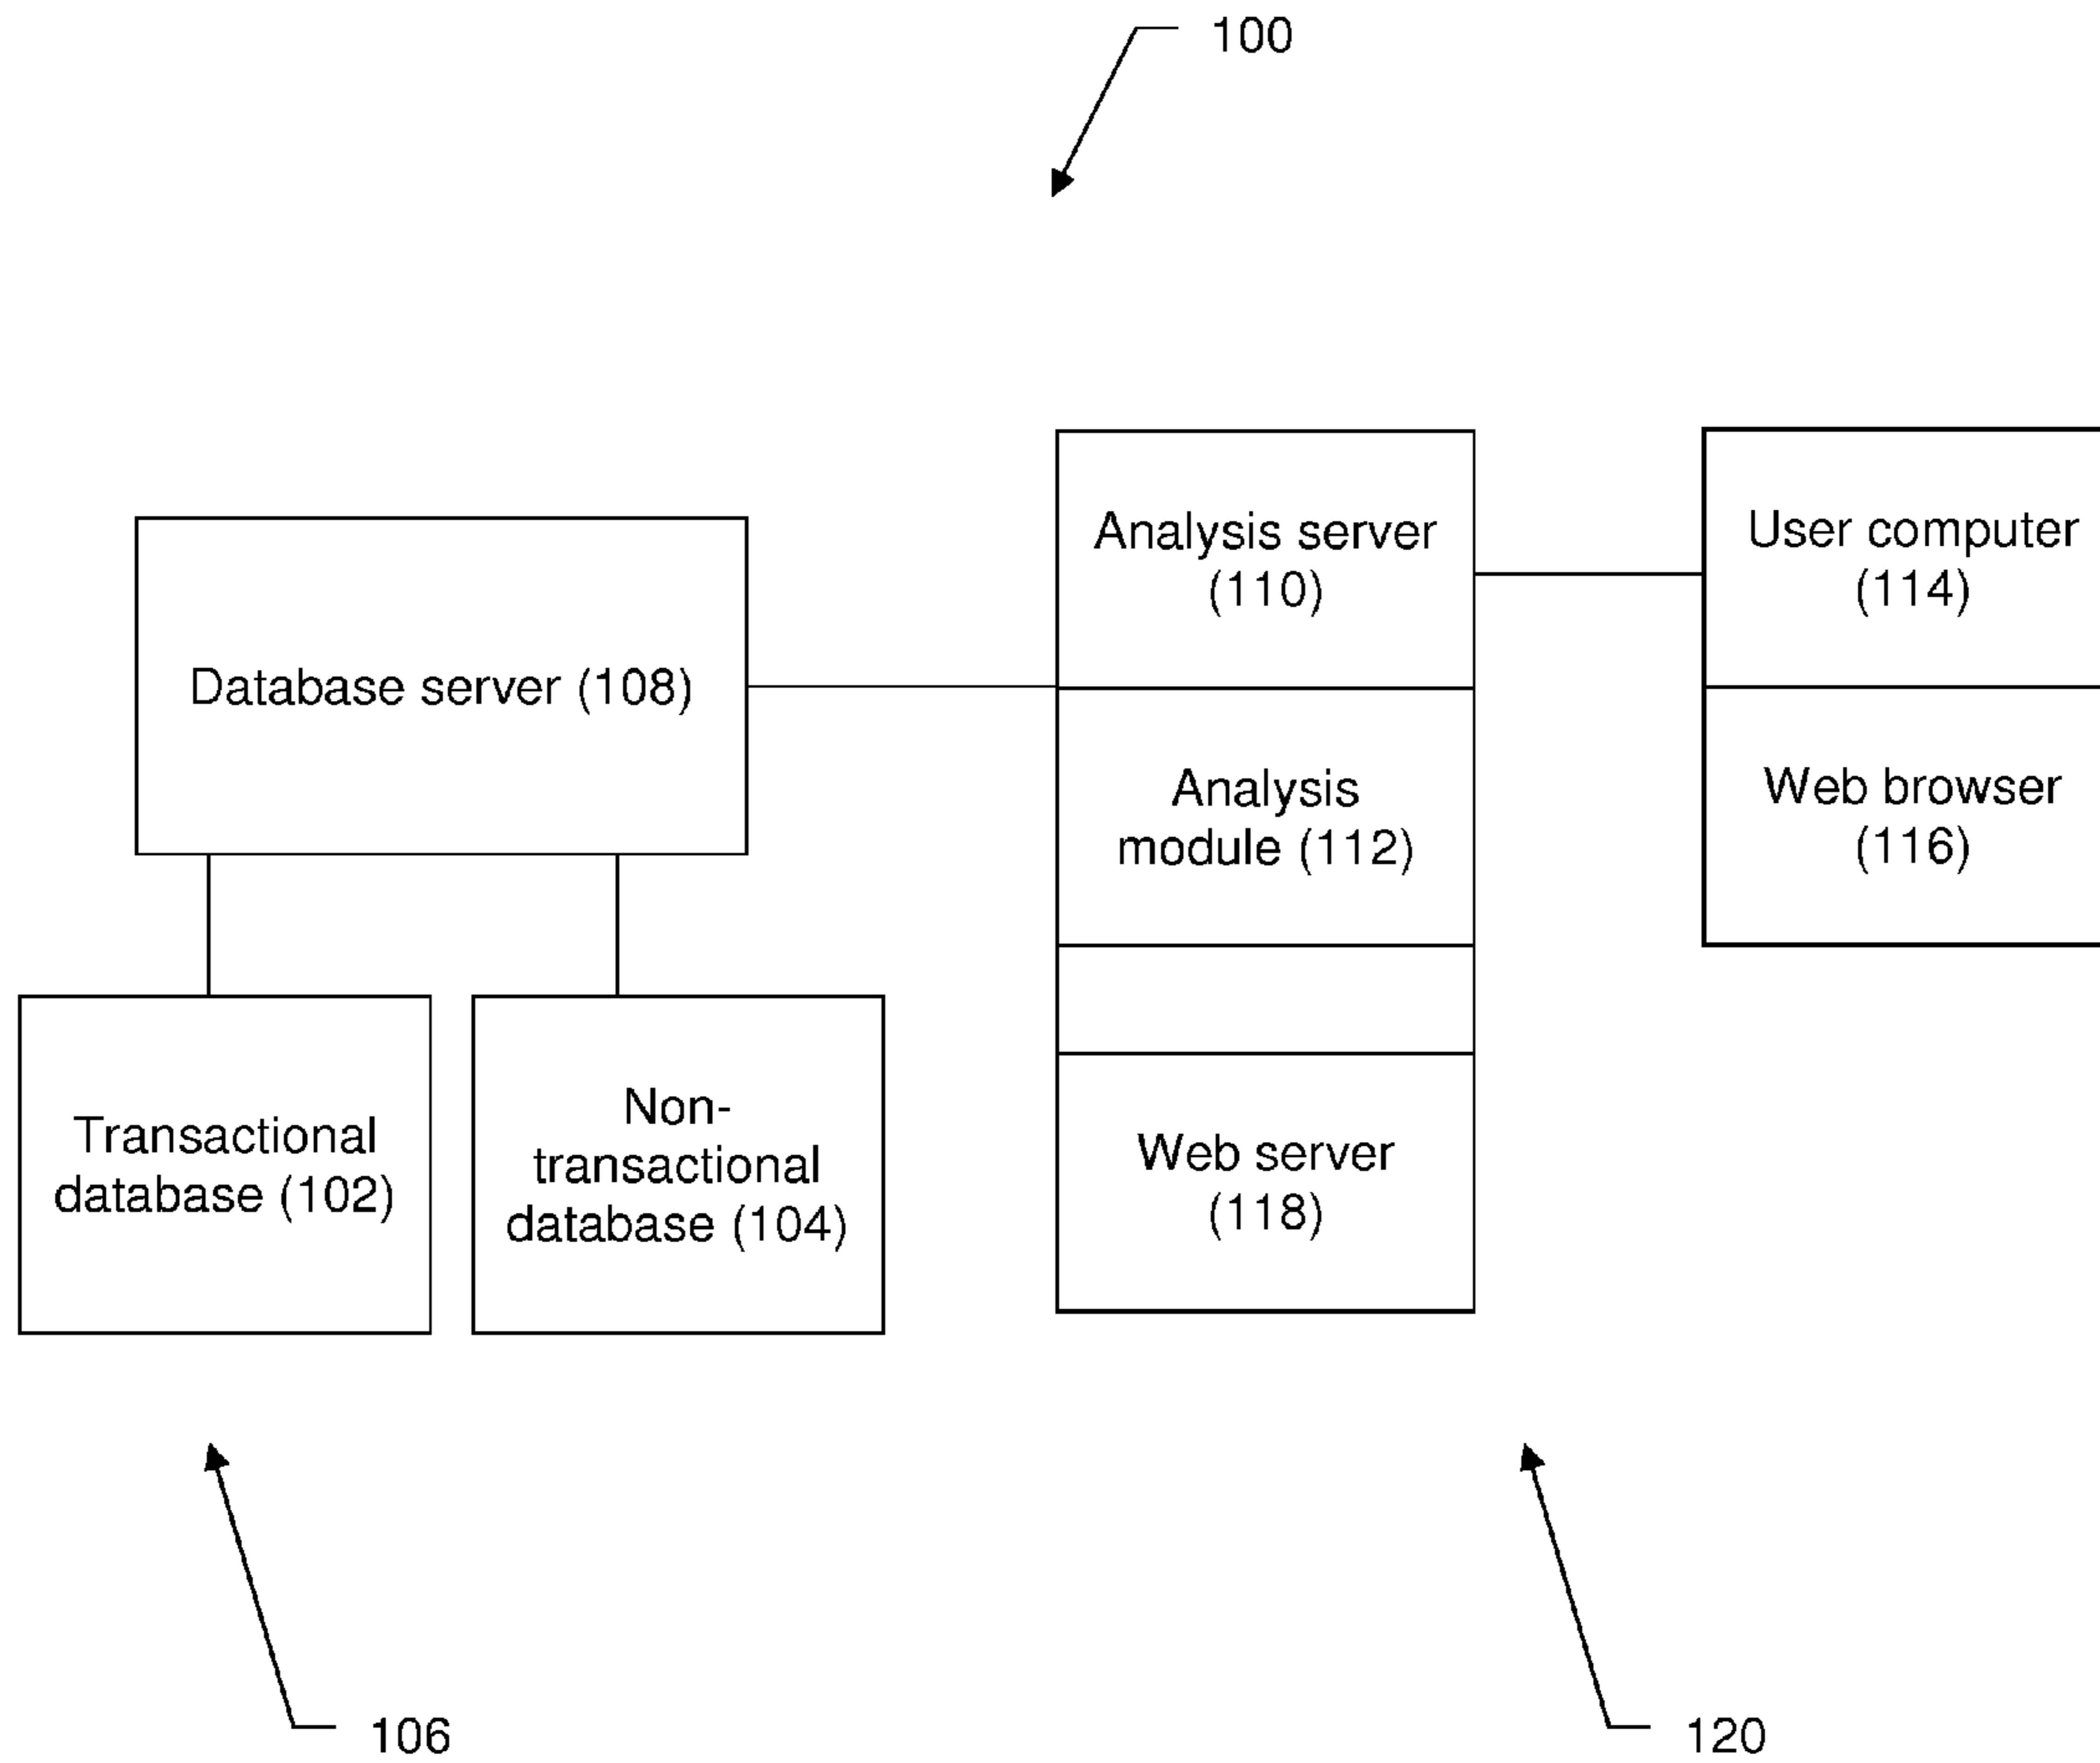 100
Analysis server
(110)
User computer
(114)
Database server (108)
Analysis
module (112)
Web browser
(116)
Transactional
database (102)
Non-
transactional
database (104)
Web server
(118)
106
120